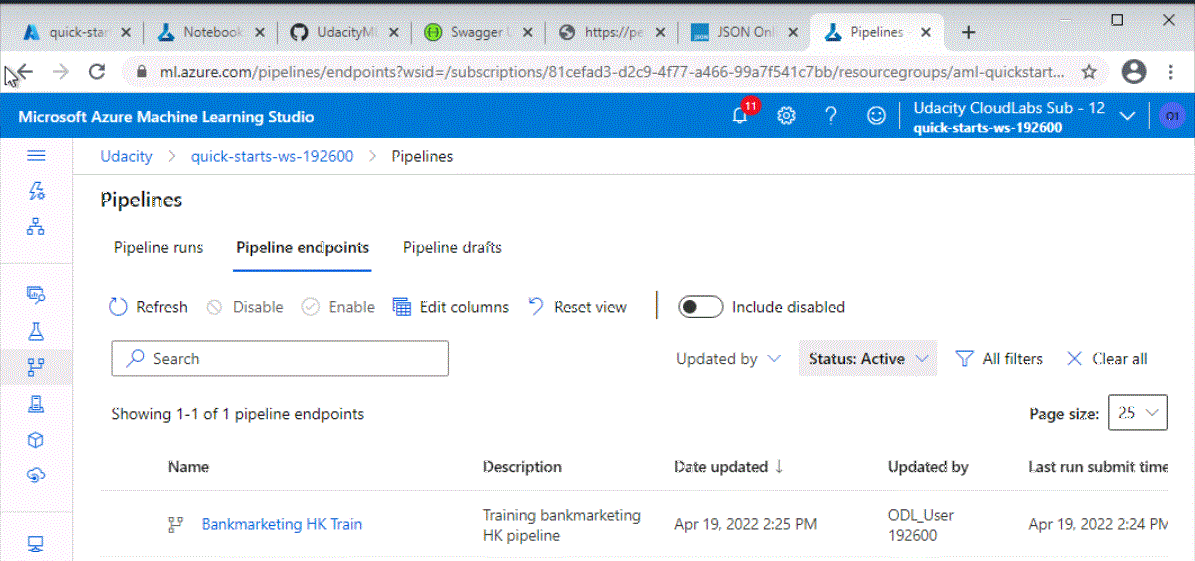 quick-star
Notebook
UdacityM
Swagger U
https://pe
JSON Onli
Pipelines -
ml.azure.com/pipelines/endpoints?wsid=/subscriptions/81cefad3-d2c9-4f77-a466-99a7f541c7bb/resourcegroups/aml-quickstart...
Microsoft Azure Machine Learning Studio
11
?
Udacity CloudLabs Sub - 12
quick-starts-ws-192600
Udacity > quick-starts-ws-192600 > Pipelines
Pipelines
Pipeline runs Pipeline endpoints Pipeline drafts
Refresh Disable Enable Edit columns Reset view Include disabled
Search Updated by Status: Active All filters Clear all
Showing 1-1 of 1 pipeline endpoints Page size: 25
Name Description Date updated ↓ Updated by Last run submit time
Bankmarketing HK Train Training bankmarketing Apr 19, 2022 2:25 PM ODL_User Apr 19, 2022 2:24 PM
HK pipeline 192600